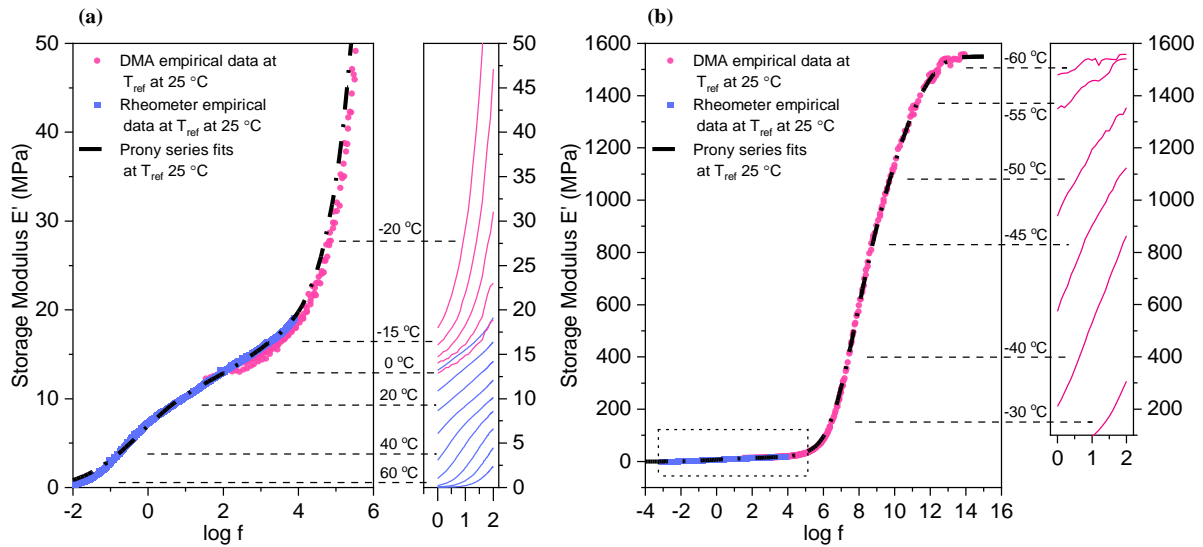 (a)
50
40
30
20
10
0
-2
0
2
4
6
Storage Modulus E' (MPa)
log f
DMA empirical data at
T_ref at 25 °C
Rheometer empirical
data at T_ref at 25 °C
Prony series fits
at T_ref 25 °C
-20 °C
-15 °C
0 °C
20 °C
40 °C
60 °C
50
45
40
35
30
25
20
15
10
5
0
0
1
2
(b)
1600
1400
1200
1000
800
600
400
200
0
-4
-2
0
2
4
6
8
10
12
14
16
Storage Modulus E' (MPa)
log f
DMA empirical data at
T_ref at 25 °C
Rheometer empirical
data at T_ref at 25 °C
Prony series fits
at T_ref 25 °C
-60 °C
-55 °C
-50 °C
-45 °C
-40 °C
-30 °C
1600
1400
1200
1000
800
600
400
200
0
1
2